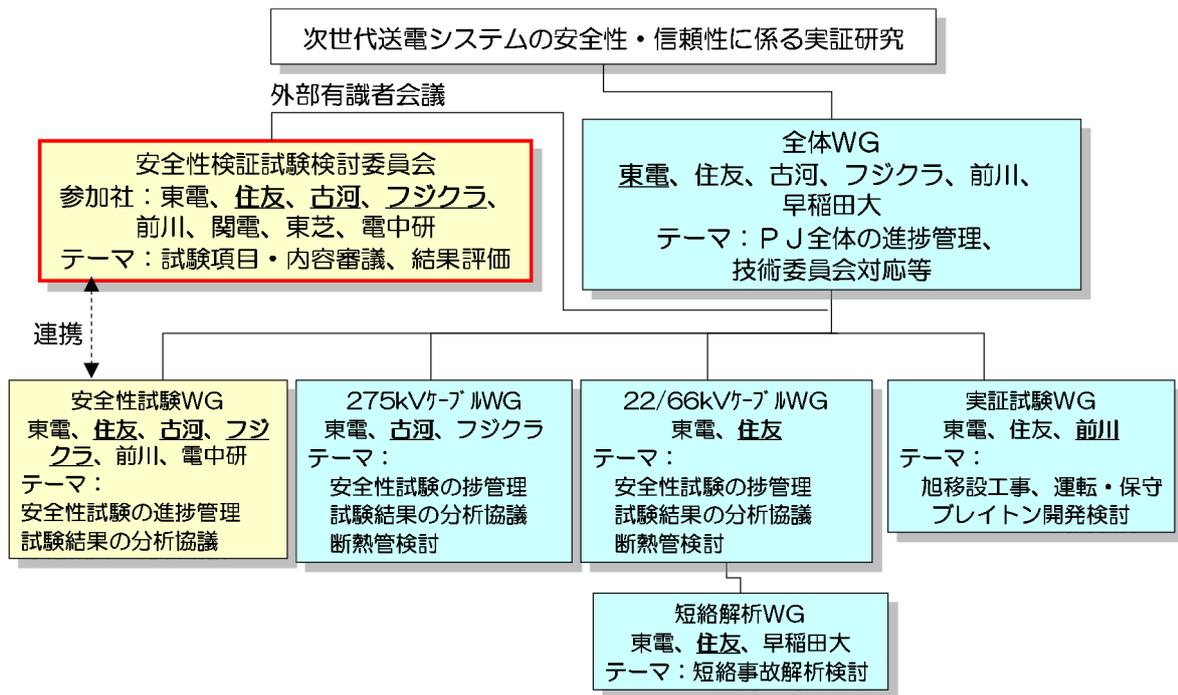 次世代送電システムの安全性・信頼性に係る実証研究
外部有識者会議
安全性検証試験検討委員会
参加社：東電、住友、古河、フジクラ、
前川、関電、東芝、電中研
テーマ：試験項目・内容審議、結果評価
全体WG
東電、住友、古河、フジクラ、前川、
早稲田大
テーマ：ＰＪ全体の進捗管理、
技術委員会対応等
連携
安全性試験WG
東電、住友、古河、フジ
クラ、前川、電中研
テーマ：
安全性試験の進捗管理
試験結果の分析協議
275kVｹｰﾌﾞﾙWG
東電、古河、フジクラ
テーマ：
安全性試験の捗管理
試験結果の分析協議
断熱管検討
22/66kVｹｰﾌﾞﾙWG
東電、住友
テーマ：
安全性試験の捗管理
試験結果の分析協議
断熱管検討
実証試験WG
東電、住友、前川
テーマ：
旭移設工事、運転・保守
ブレイトン開発検討
短絡解析WG
東電、住友、早稲田大
テーマ：短絡事故解析検討